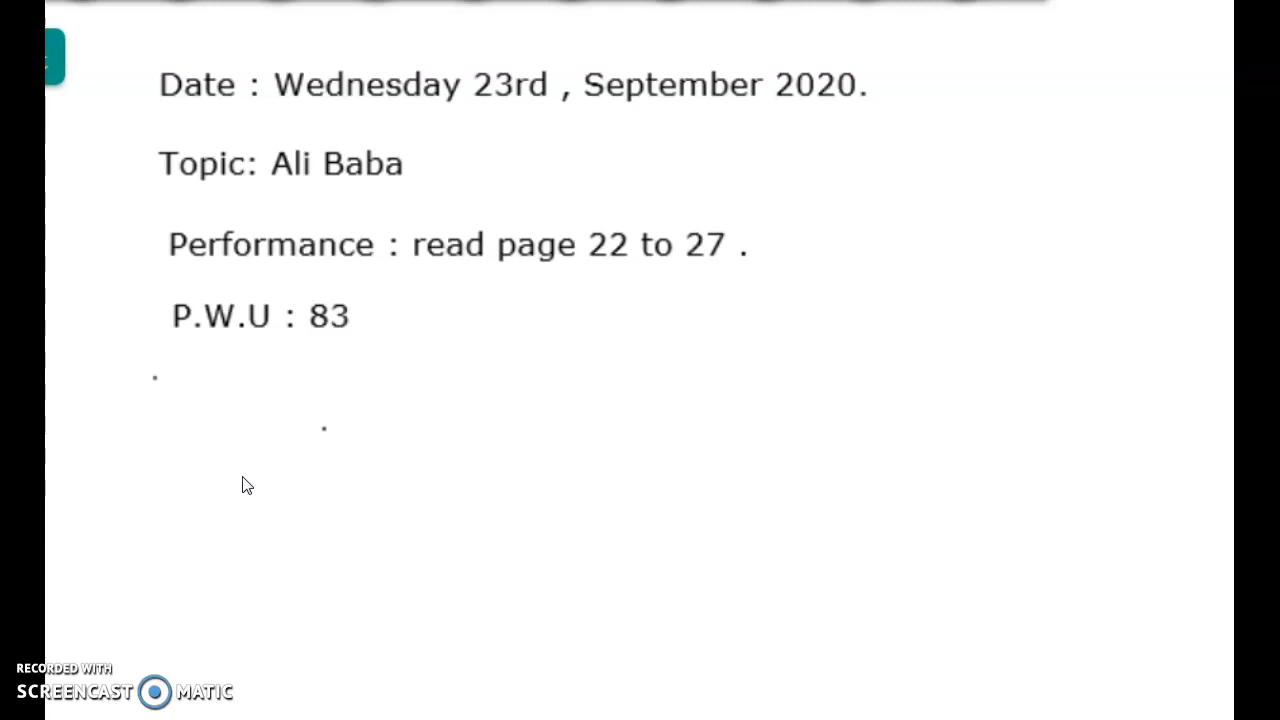 Date : Wednesday 23rd , September 2020.
Topic: Ali Baba
Performance : read page 22 to 27 .
P.W.U : 83
.
.
RECORDED WITH
SCREENCAST MATIC